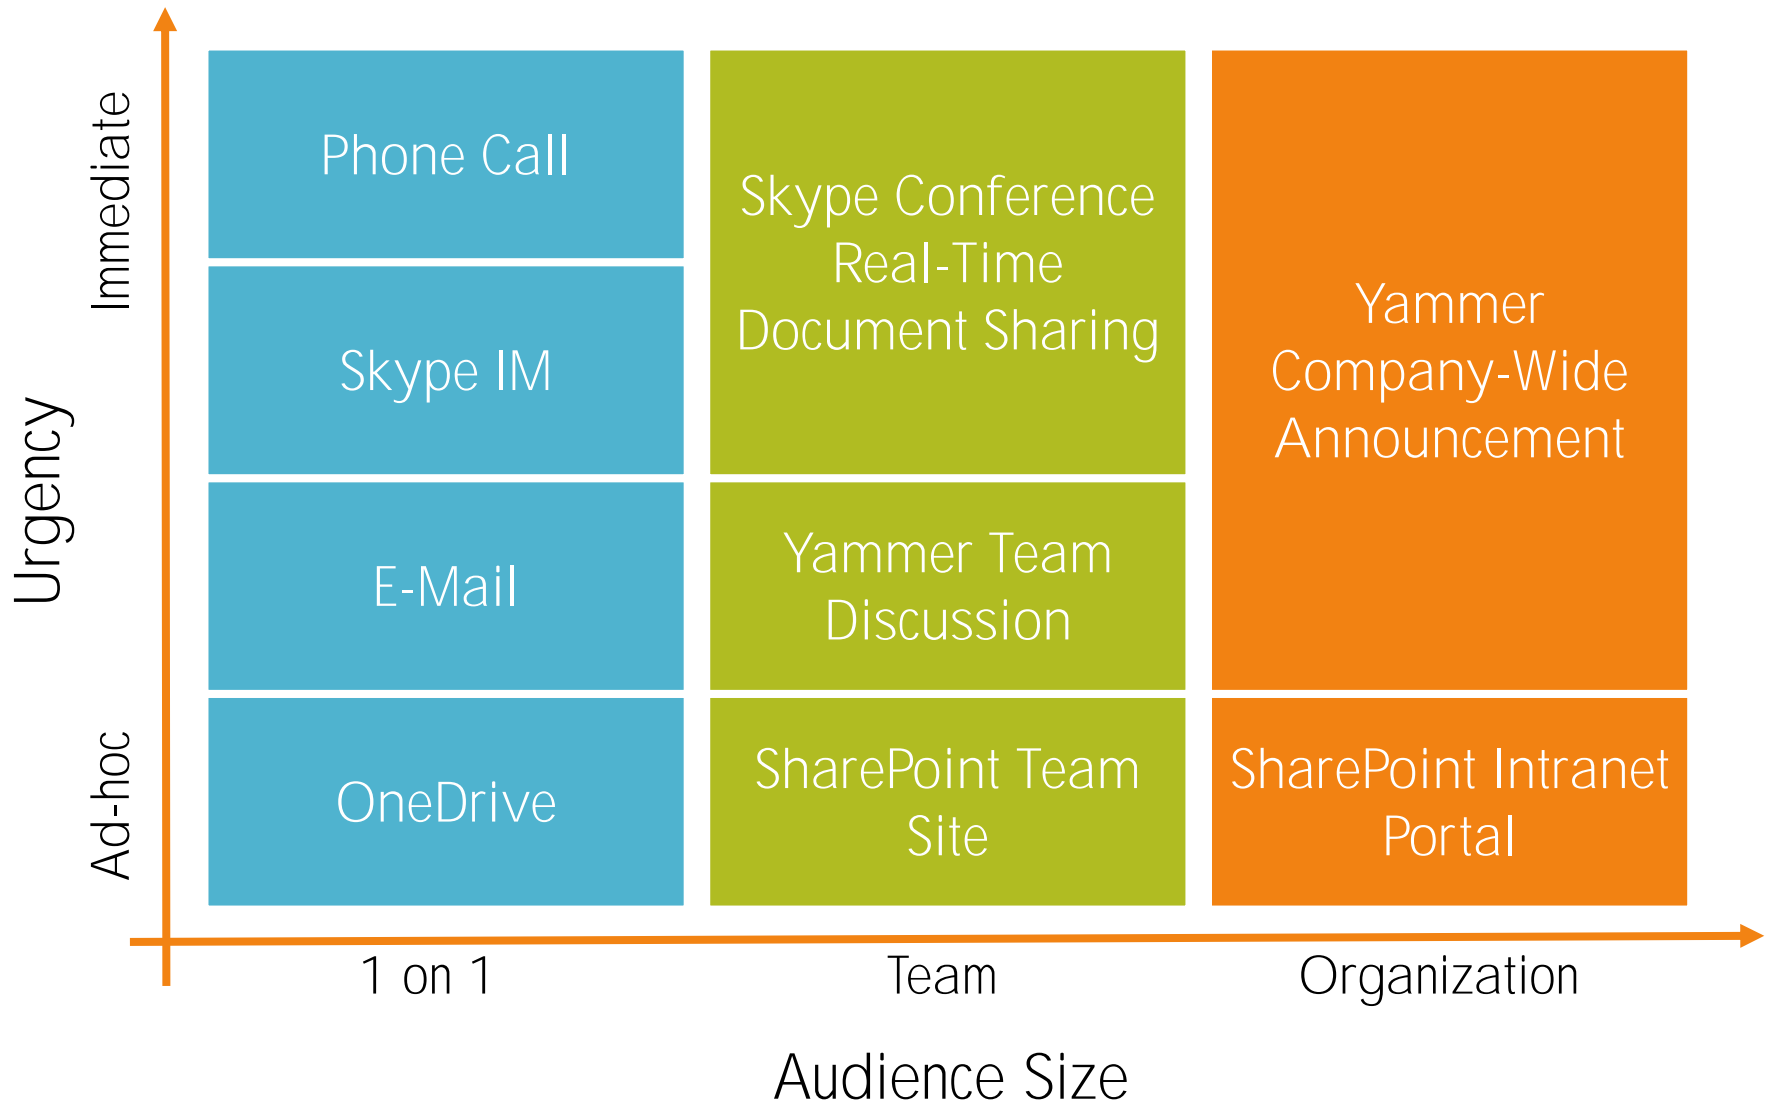 Urgency
Immediate
Ad-hoc
Phone Call
Skype IM
E-Mail
OneDrive
Skype Conference
Real-Time
Document Sharing
Yammer Team
Discussion
SharePoint Team
Site
Yammer
Company-Wide
Announcement
SharePoint Intranet
Portal
1 on 1
Team
Organization
Audience Size